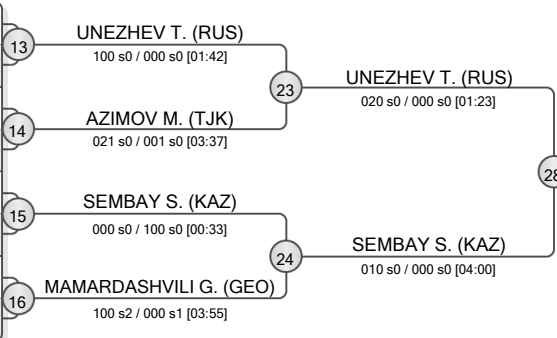 13
UNEZHEV T. (RUS)
100 s0 / 000 s0 [01:42]
23
UNEZHEV T. (RUS)
020 s0 / 000 s0 [01:23]
14
AZIMOV M. (TJK)
021 s0 / 001 s0 [03:37]
28
15
SEMBAY S. (KAZ)
000 s0 / 100 s0 [00:33]
24
SEMBAY S. (KAZ)
010 s0 / 000 s0 [04:00]
16
MAMARDASHVILI G. (GEO)
100 s2 / 000 s1 [03:55]